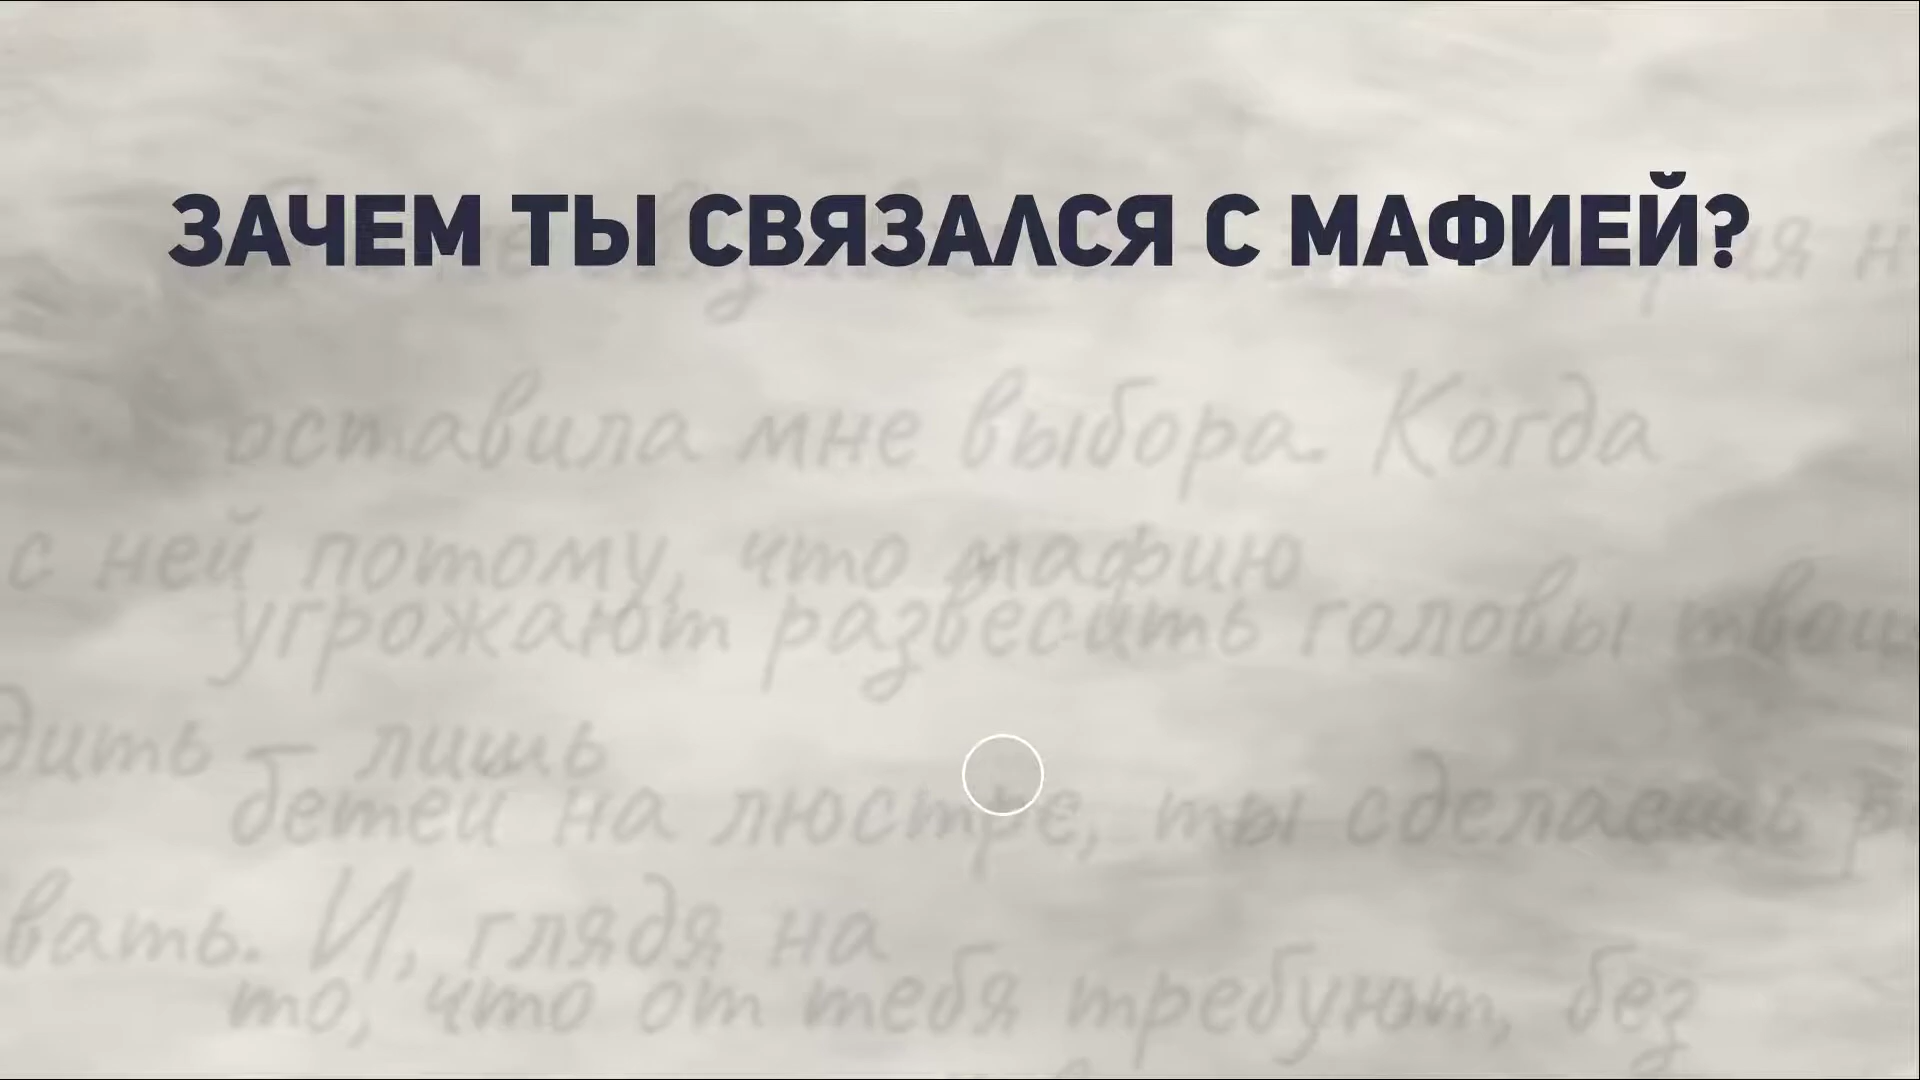 ЗАЧЕМ ТЫ СВЯЗАЛСЯ С МАФИЕЙ?
оставила мне выбора. Когда
с ней потому, что мафию
угрожают развесить головы твоих
дить – лишь
детей на люстре, ты сделаешь
вать. И, глядя на
то, что от тебя требуют, без